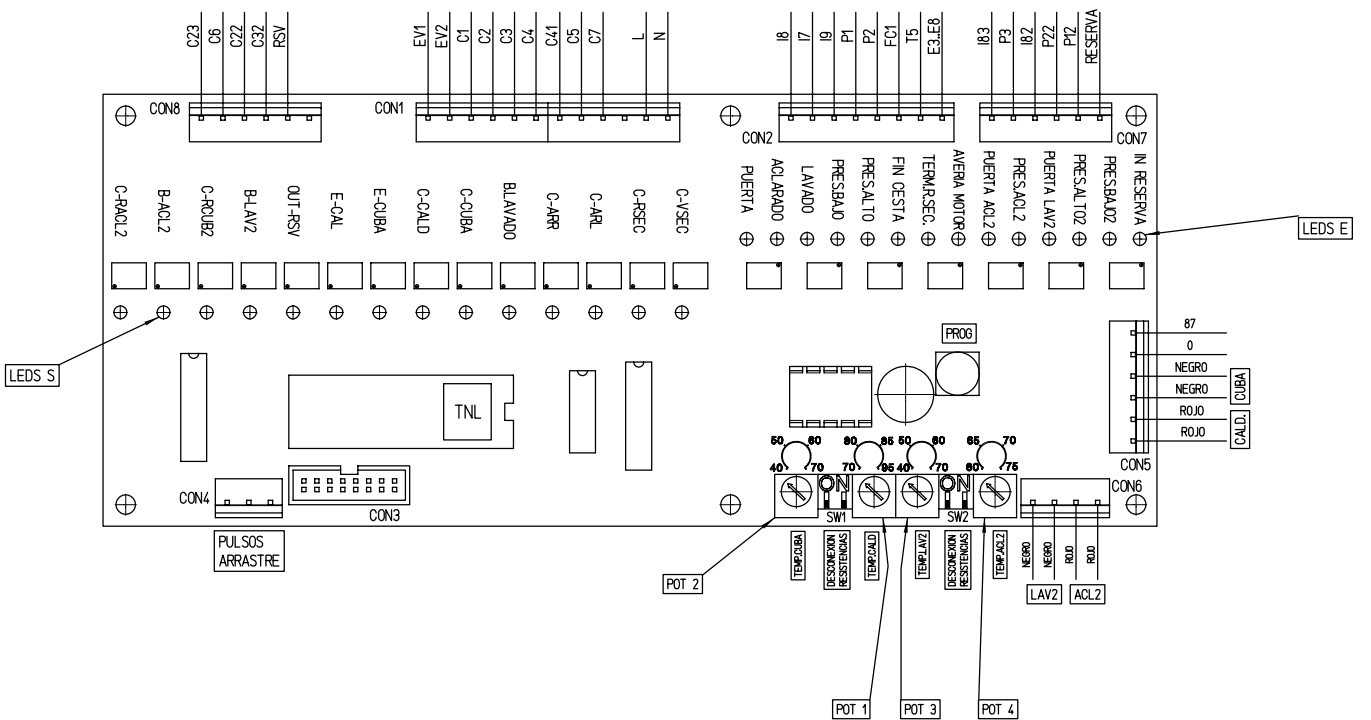 C23
C6
C22
C32
RSV
EV1
EV2
C1
C2
C3
C4
C41
C5
C7
L
N
I8
I7
I9
P1
P2
FC1
T5
E3..E8
I83
P3
I82
P22
P12
RESERVA
CON8
CON1
CON2
CON7
C-RACL2
B-ACL2
C-RCUB2
B-LAV2
OUT-RSV
E-CAL
E-CUBA
C-CALD
C-CUBA
B.LAVADO
C-ARR
C-ARL
C-RSEC
C-VSEC
PUERTA
ACLARADO
LAVADO
PRES.BAJO
PRES.ALTO
FIN CESTA
TERM.R.SEC.
AVERIA MOTOR
PUERTA ACL2
PRES.ACL2
PUERTA LAV2
PRES.ALTO2
PRES.BAJO2
IN RESERVA
LEDS E
LEDS S
PROG
TNL
87
0
NEGRO
NEGRO
ROJO
ROJO
CUBA
CALD.
CON5
50 60
40 70
80 85
70 95
50 60
40 70
65 70
60 75
ON
ON
SW1
SW2
CON4
CON3
CON6
PULSOS
ARRASTRE
TEMP.CUBA
DESCONEXION
RESISTENCIAS
TEMP.CALD
TEMP.LAV2
DESCONEXION
RESISTENCIAS
TEMP.ACL2
NEGRO
NEGRO
ROJO
ROJO
LAV2
ACL2
POT 2
POT 1
POT 3
POT 4